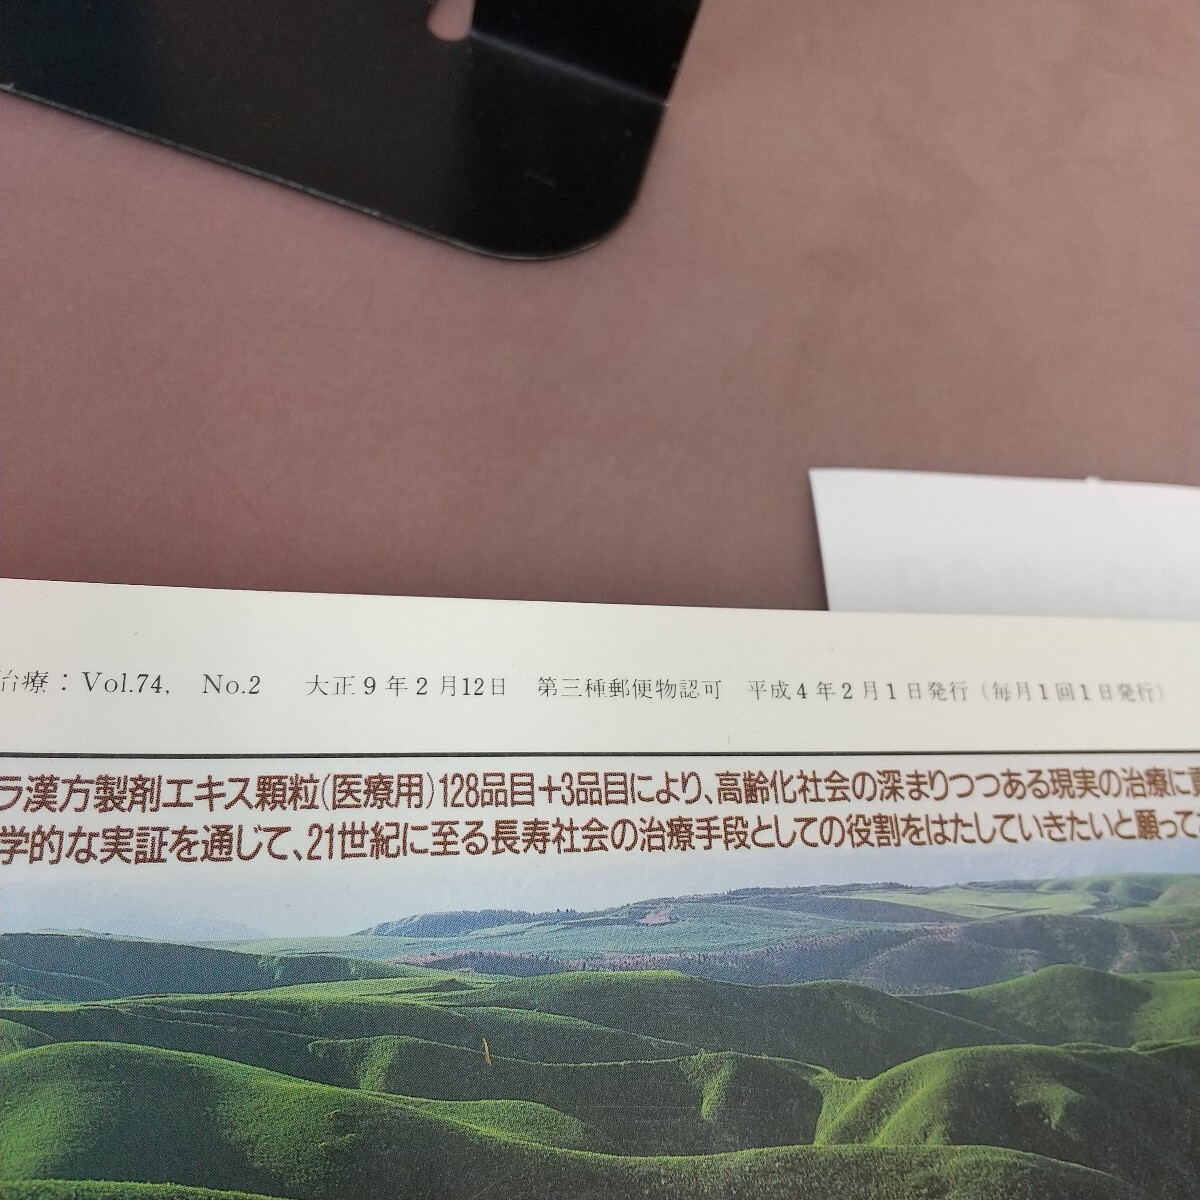 治療：Vol.74, No.2 大正9年2月12日 第三種郵便物認可 平成4年2月1日発行（毎月1回1日発行）
ラ漢方製剤エキス顆粒（医療用）128品目+3品目により、高齢化社会の深まりつつある現実の治療に貢
学的な実証を通じて、21世紀に至る長寿社会の治療手段としての役割をはたしていきたいと願って